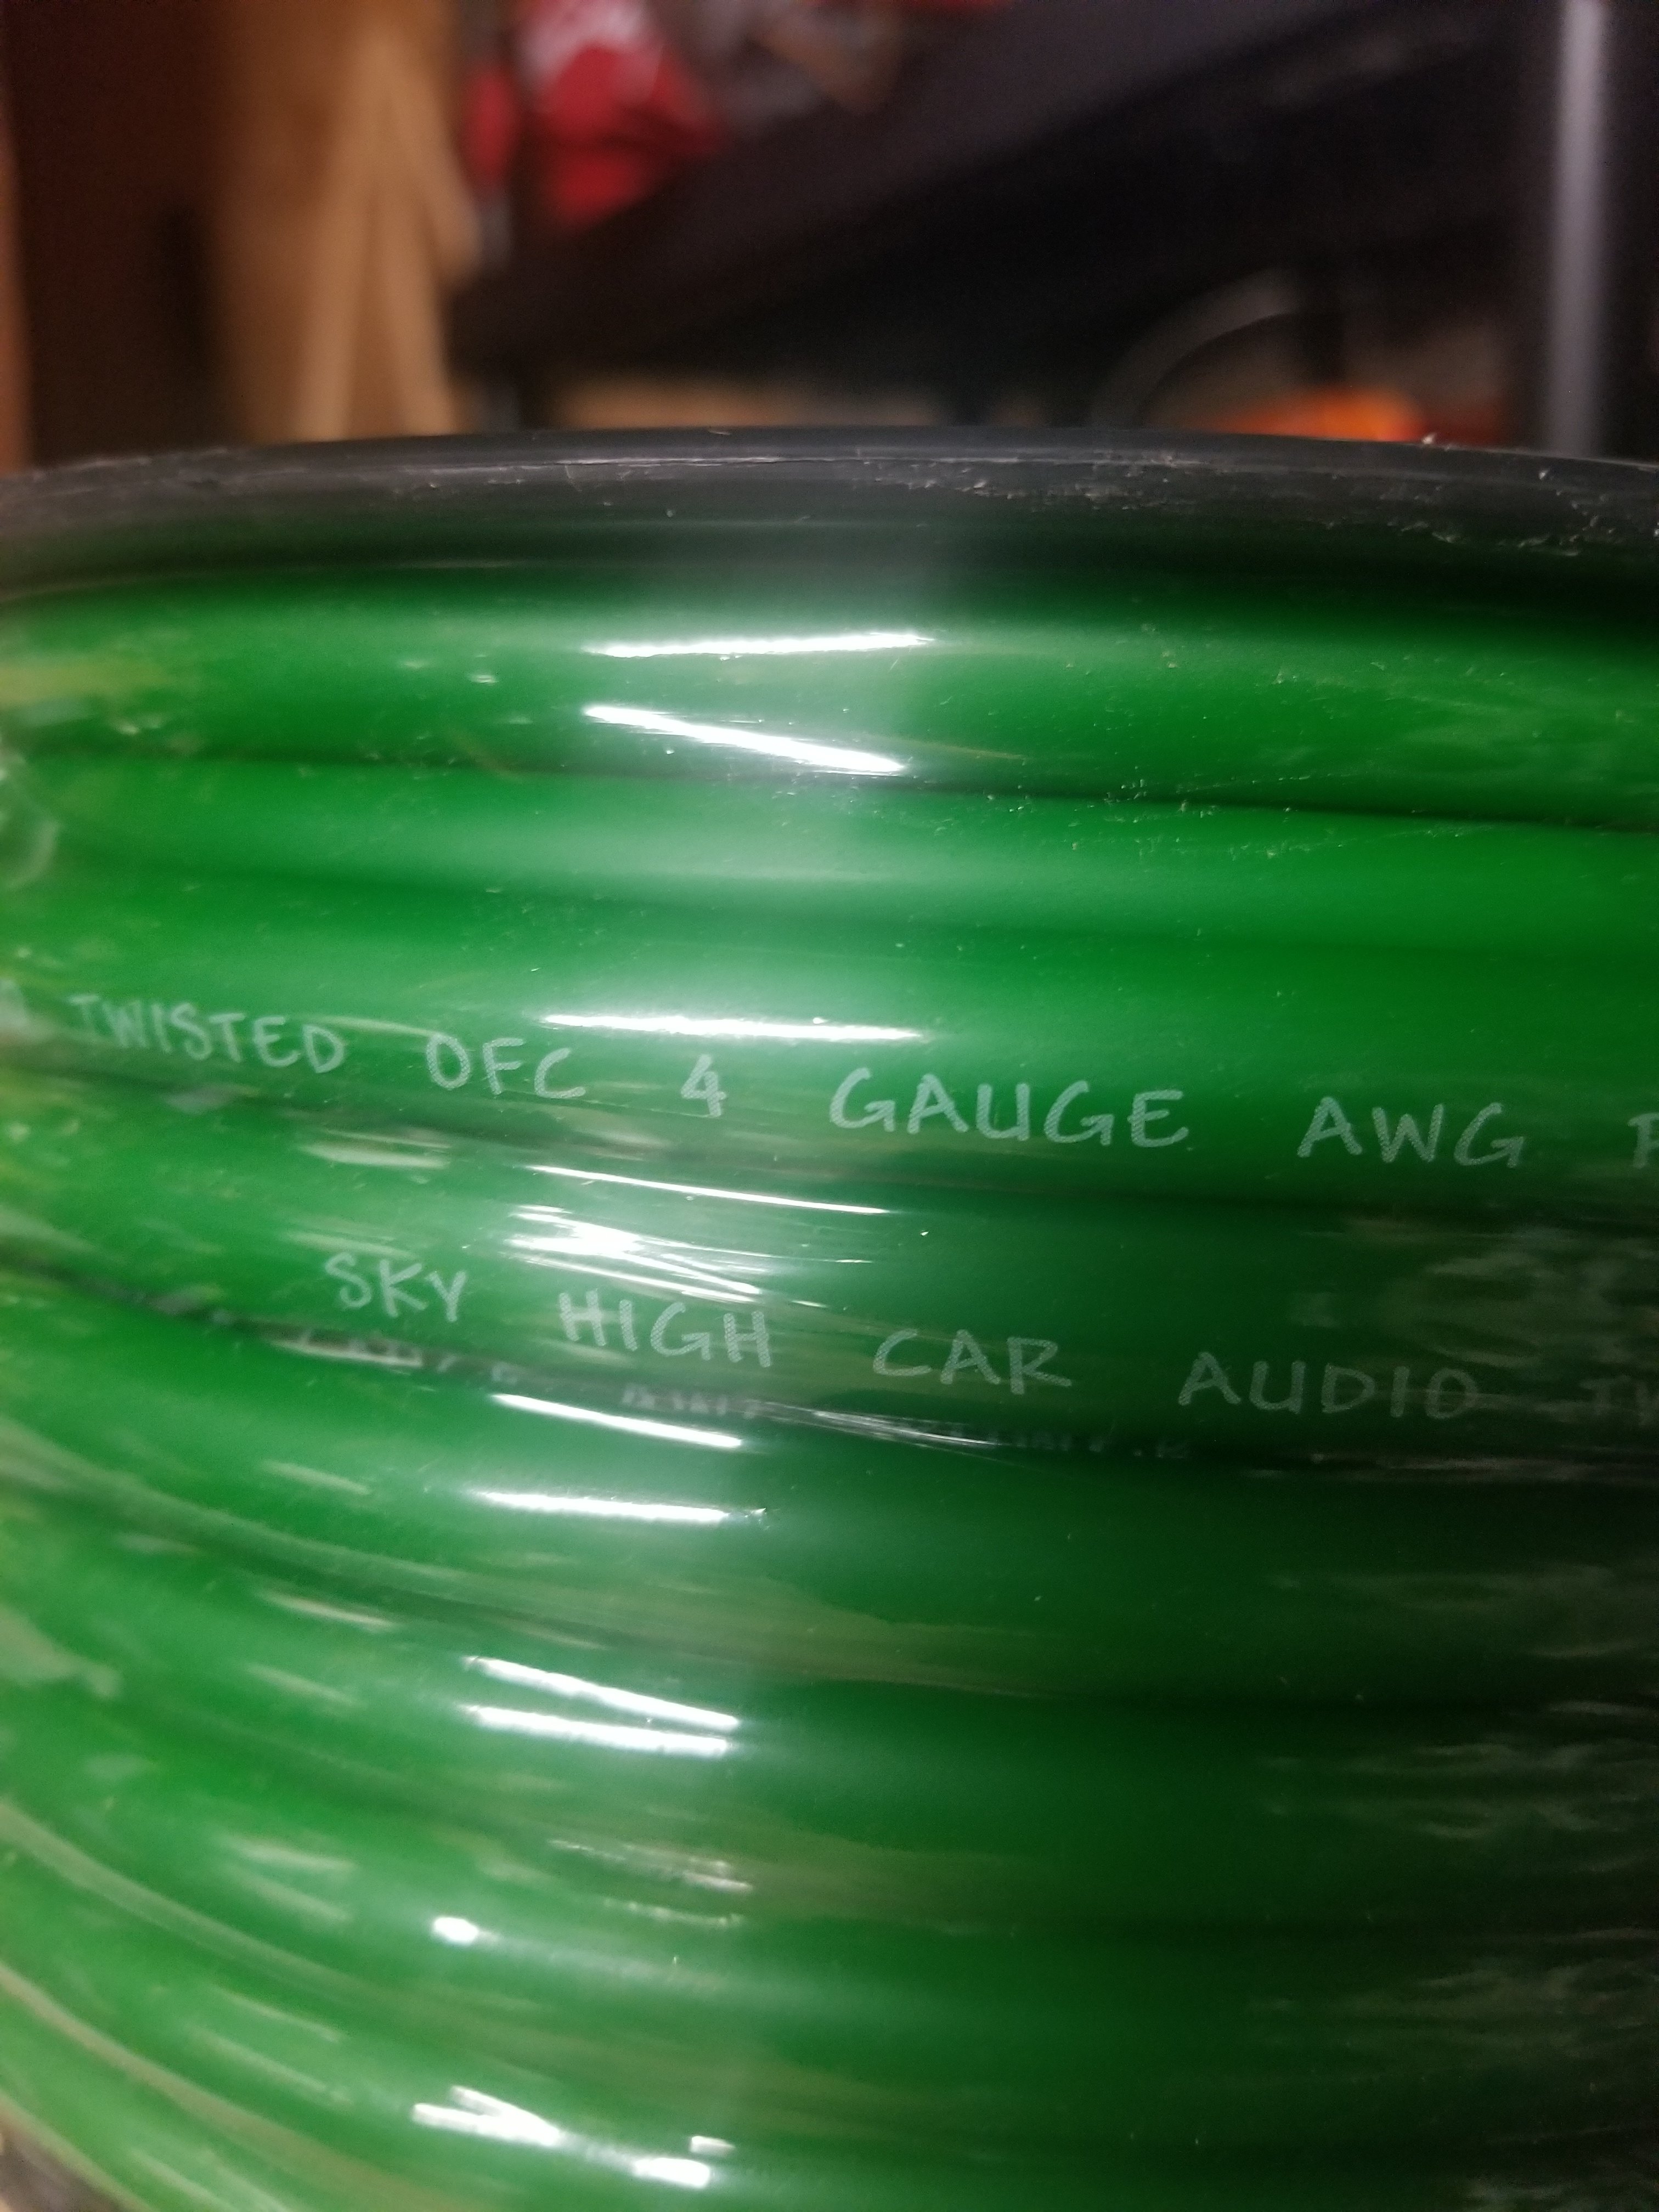 TWISTED OFC 4 GAUGE AWG
SKY HIGH CAR AUDIO